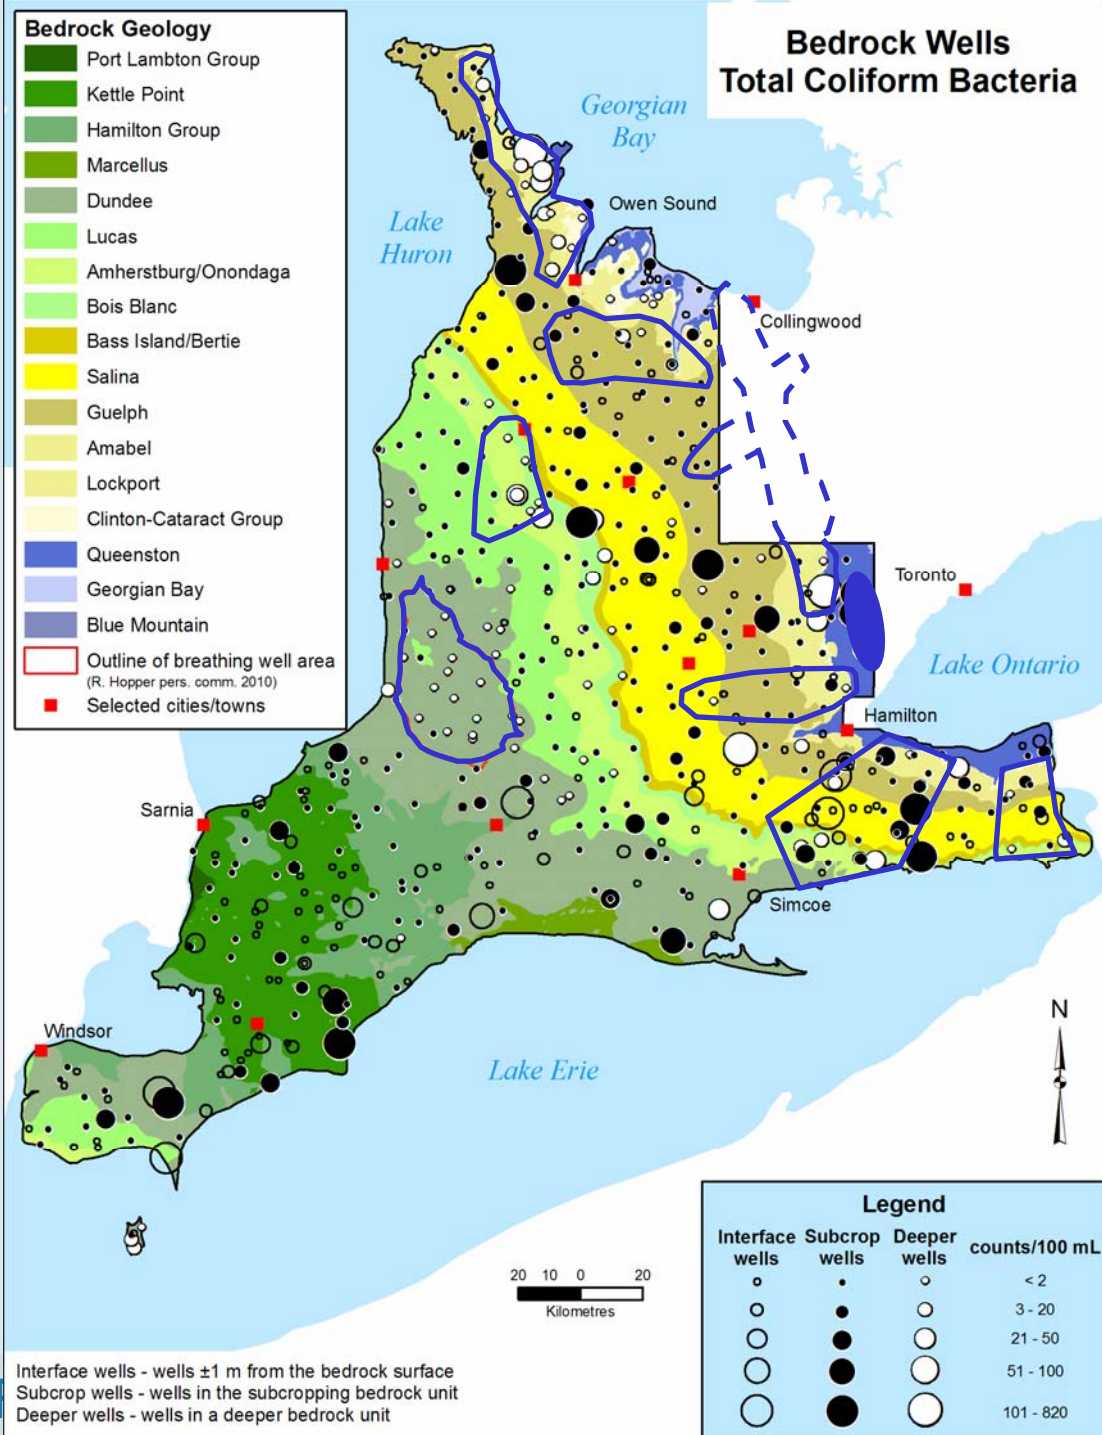 Bedrock Geology
Port Lambton Group
Kettle Point
Hamilton Group
Marcellus
Dundee
Lucas
Amherstburg/Onondaga
Bois Blanc
Bass Island/Bertie
Salina
Guelph
Amabel
Lockport
Clinton-Cataract Group
Queenston
Georgian Bay
Blue Mountain
Outline of breathing well area
(R. Hopper pers. comm. 2010)
Selected cities/towns
Bedrock Wells
Total Coliform Bacteria
Georgian
Bay
Owen Sound
Lake
Huron
Collingwood
Toronto
Lake Ontario
Hamilton
Sarnia
Simcoe
Windsor
Lake Erie
N
20 10 0 20
Kilometres
Interface wells - wells ±1 m from the bedrock surface
Subcrop wells - wells in the subcropping bedrock unit
Deeper wells - wells in a deeper bedrock unit
Legend
Interface wells Subcrop wells Deeper wells counts/100 mL
< 2
3 - 20
21 - 50
51 - 100
101 - 820